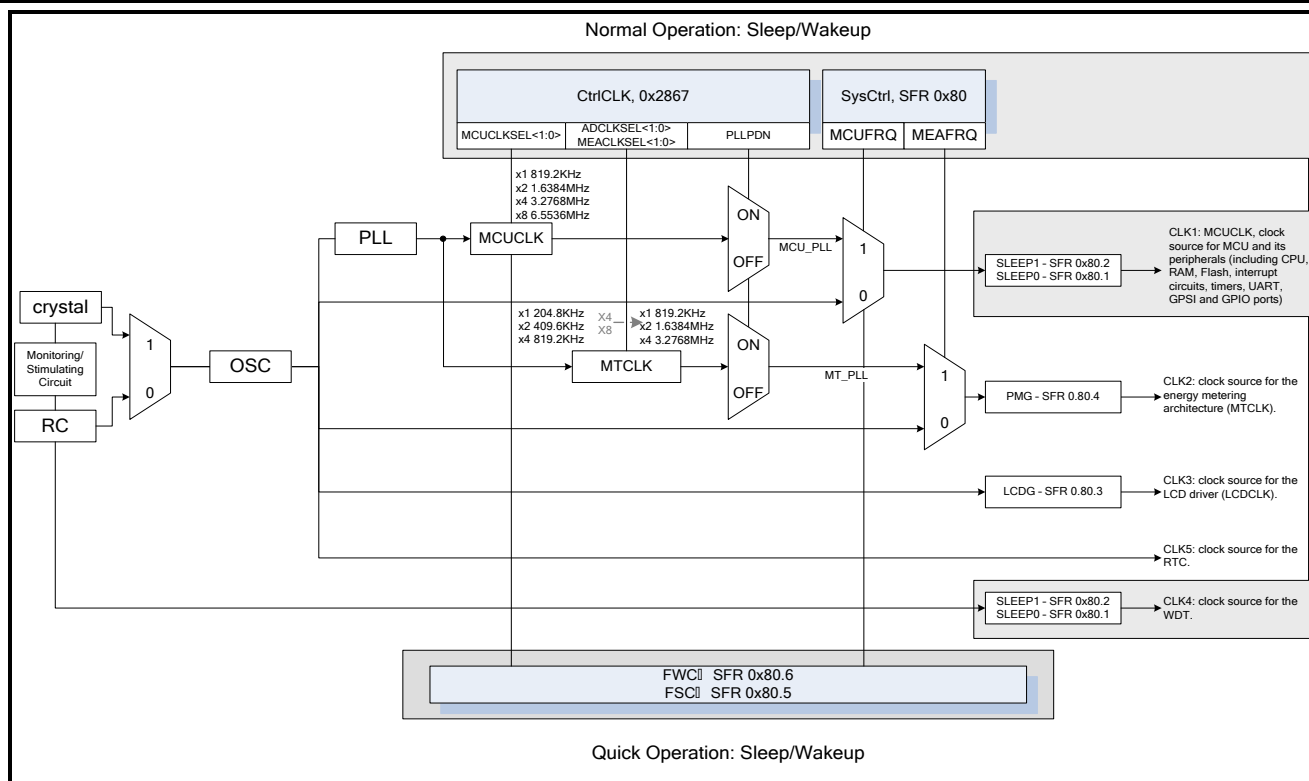 Normal Operation: Sleep/Wakeup
CtrlCLK, 0x2867
SysCtrl, SFR 0x80
MCUCLKSEL<1:0>
ADCLKSEL<1:0>
MEACLKSEL<1:0>
PLLPDN
MCUFRQ
MEAFRQ
x1 819.2KHz
x2 1.6384MHz
x4 3.2768MHz
x8 6.5536MHz
PLL
MCUCLK
ON
OFF
MCU_PLL
1
0
SLEEP1 - SFR 0x80.2
SLEEP0 - SFR 0x80.1
CLK1: MCUCLK, clock
source for MCU and its
peripherals (including CPU,
RAM, Flash, interrupt
circuits, timers, UART,
GPSI and GPIO ports)
crystal
Monitoring/
Stimulating
Circuit
RC
1
0
OSC
x1 204.8KHz
x2 409.6KHz
x4 819.2KHz
X4
X8
x1 819.2KHz
x2 1.6384MHz
x4 3.2768MHz
MTCLK
ON
OFF
MT_PLL
1
0
PMG - SFR 0.80.4
CLK2: clock source for the
energy metering
architecture (MTCLK).
LCDG - SFR 0.80.3
CLK3: clock source for the
LCD driver (LCDCLK).
CLK5: clock source for the
RTC.
SLEEP1 - SFR 0x80.2
SLEEP0 - SFR 0x80.1
CLK4: clock source for the
WDT.
FWC SFR 0x80.6
FSC SFR 0x80.5
Quick Operation: Sleep/Wakeup